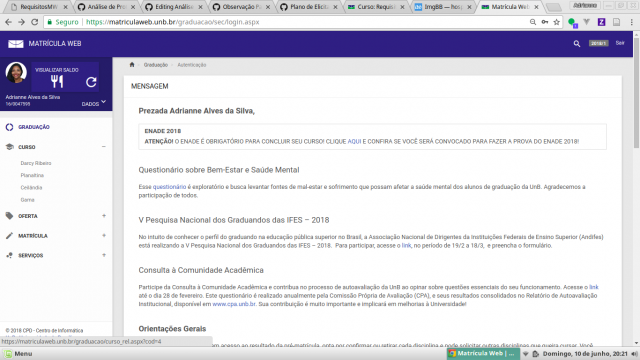 RequisitosMin
Análise de Pro
Editing Análise
Observação Fo
Plano de Elicita
Curso: Requisi
ImgBB — hou
Matrícula Web
Adrianne
Seguro
https://matriculaweb.unb.br/graduacao/sec/login.aspx
MATRÍCULA WEB
2018/1
Sair
VISUALIZAR SALDO
Adrianne Alves da Silva
16/0047595
DADOS
Graduação
Autenticação
MENSAGEM
GRADUAÇÃO
CURSO
Darcy Ribeiro
Planaltina
Ceilândia
Gama
OFERTA
MATRÍCULA
SERVIÇOS
© 2018 CPD - Centro de Informática
https://matriculaweb.unb.br/graduacao/curso_rel.aspx?cod=4
Prezada Adrianne Alves da Silva,
ENADE 2018
ATENÇÃO! O ENADE É OBRIGATÓRIO PARA CONCLUIR SEU CURSO! CLIQUE AQUI E CONFIRA SE VOCÊ SERÁ CONVOCADO PARA FAZER A PROVA DO ENADE 2018!
Questionário sobre Bem-Estar e Saúde Mental
Esse questionário é exploratório e busca levantar fontes de mal-estar e sofrimento que possam afetar a saúde mental dos alunos de graduação da UnB. Agradecemos a
participação de todos.
V Pesquisa Nacional dos Graduandos das IFES – 2018
No intuito de conhecer o perfil do graduando na educação pública superior no Brasil, a Associação Nacional de Dirigentes da Instituições Federais de Ensino Superior (Andifes)
está realizando a V Pesquisa Nacional dos Graduandos das IFES – 2018. Para participar, acesse o link, no período de 19/2 a 18/3, e preencha o formulário.
Consulta à Comunidade Acadêmica
Participe da Consulta à Comunidade Acadêmica e contribua no processo de autoavaliação da UnB ao opinar sobre questões essenciais do seu funcionamento. Acesse o link
até o dia 28 de fevereiro. Este questionário é realizado anualmente pela Comissão Própria de Avaliação (CPA), e seus resultados consolidados no Relatório de Autoavaliação
Institucional, disponível em www.cpa.unb.br. Sua contribuição é muito importante e implicará em melhorias à Universidade!
Orientações Gerais
Menu
Matrícula Web | ...
Domingo, 10 de junho, 20:21